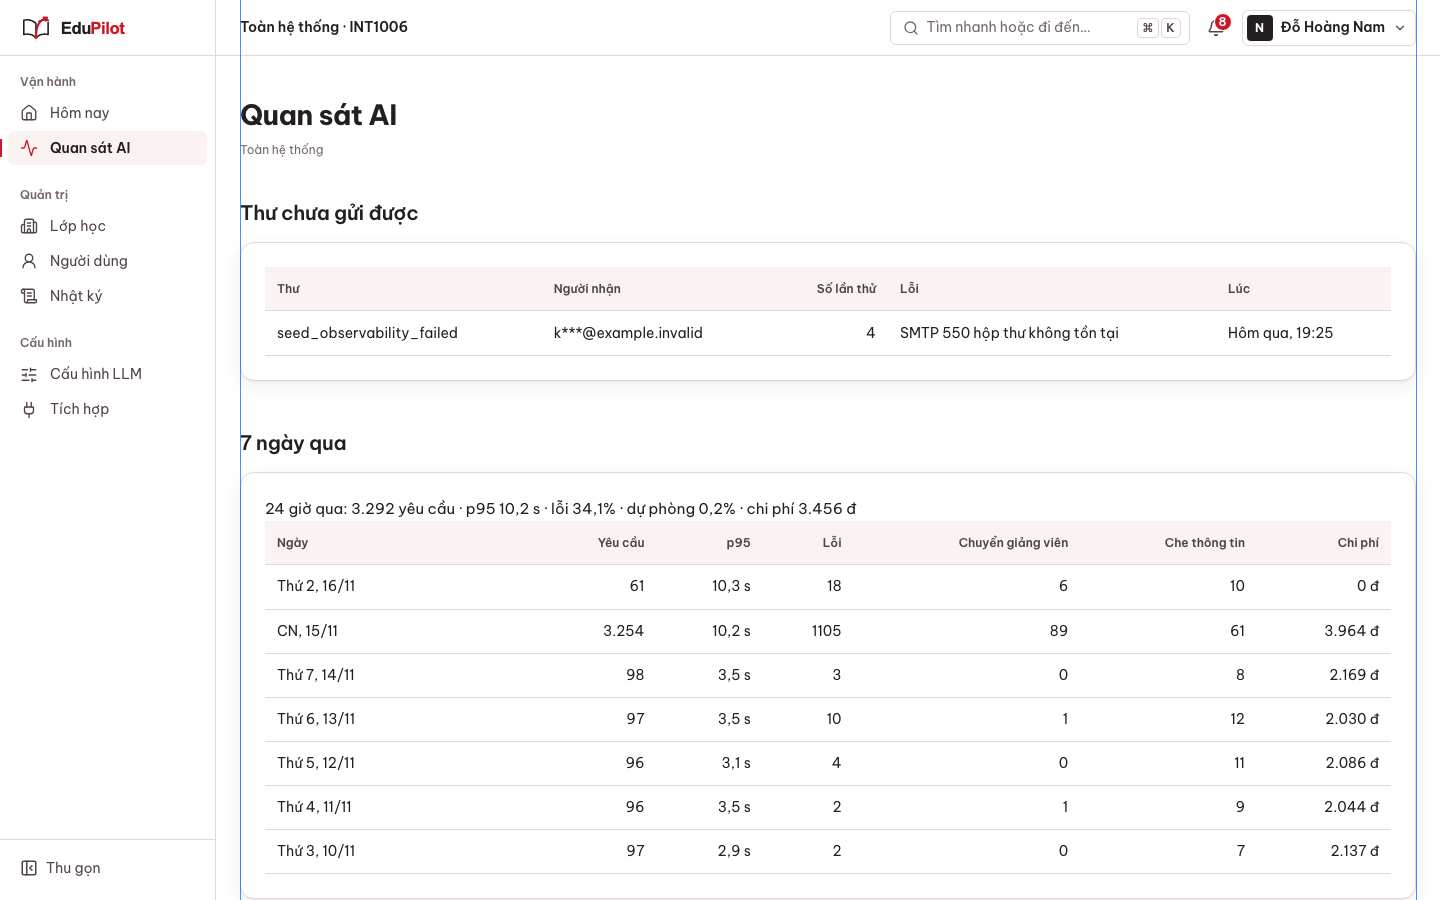 EduPilot
Toàn hệ thống · INT1006
Tìm nhanh hoặc đi đến...
⌘ K
8
N
Đỗ Hoàng Nam
Vận hành
Hôm nay
Quan sát AI
Quản trị
Lớp học
Người dùng
Nhật ký
Cấu hình
Cấu hình LLM
Tích hợp
Thu gọn
Quan sát AI
Toàn hệ thống
Thư chưa gửi được
Thư Người nhận Số lần thử Lỗi Lúc
seed_observability_failed k***@example.invalid 4 SMTP 550 hộp thư không tồn tại Hôm qua, 19:25
7 ngày qua
24 giờ qua: 3.292 yêu cầu · p95 10,2 s · lỗi 34,1% · dự phòng 0,2% · chi phí 3.456 đ
Ngày Yêu cầu p95 Lỗi Chuyển giảng viên Che thông tin Chi phí
Thứ 2, 16/11 61 10,3 s 18 6 10 0 đ
CN, 15/11 3.254 10,2 s 1105 89 61 3.964 đ
Thứ 7, 14/11 98 3,5 s 3 0 8 2.169 đ
Thứ 6, 13/11 97 3,5 s 10 1 12 2.030 đ
Thứ 5, 12/11 96 3,1 s 4 0 11 2.086 đ
Thứ 4, 11/11 96 3,5 s 2 1 9 2.044 đ
Thứ 3, 10/11 97 2,9 s 2 0 7 2.137 đ